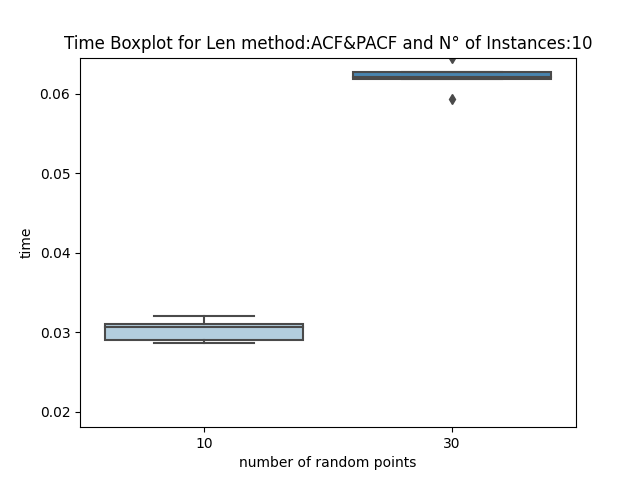 Time Boxplot for Len method:ACF&PACF and N° of Instances:10
0.06
0.05
0.04
0.03
0.02
time
10
30
number of random points